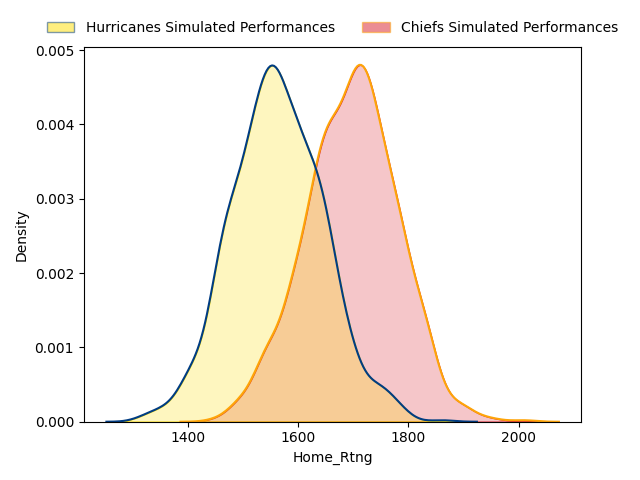 Hurricanes Simulated Performances Chiefs Simulated Performances
0.005
0.004
0.003
0.002
0.001
0.000
Density
1400 1600 1800 2000
Home_Rtng